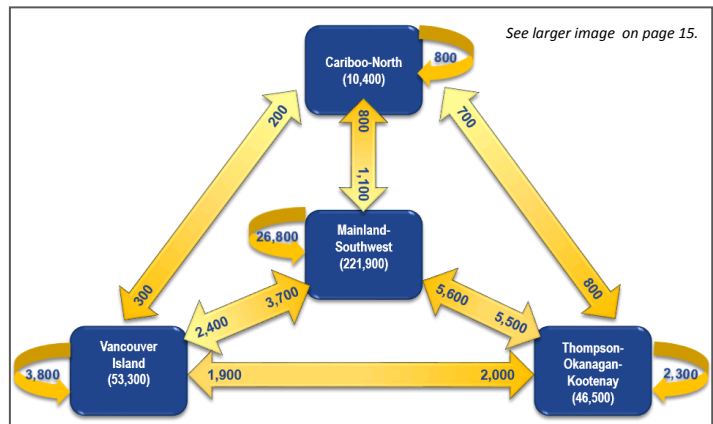 See larger image on page 15.
Cariboo-North
(10,400)
800
200
800
700
1,100
Mainland-
Southwest
(221,900)
26,800
300
3,700
2,400
5,600
5,500
800
Vancouver
Island
(53,300)
3,800
1,900
2,000
Thompson-
Okanagan-
Kootenay
(46,500)
2,300